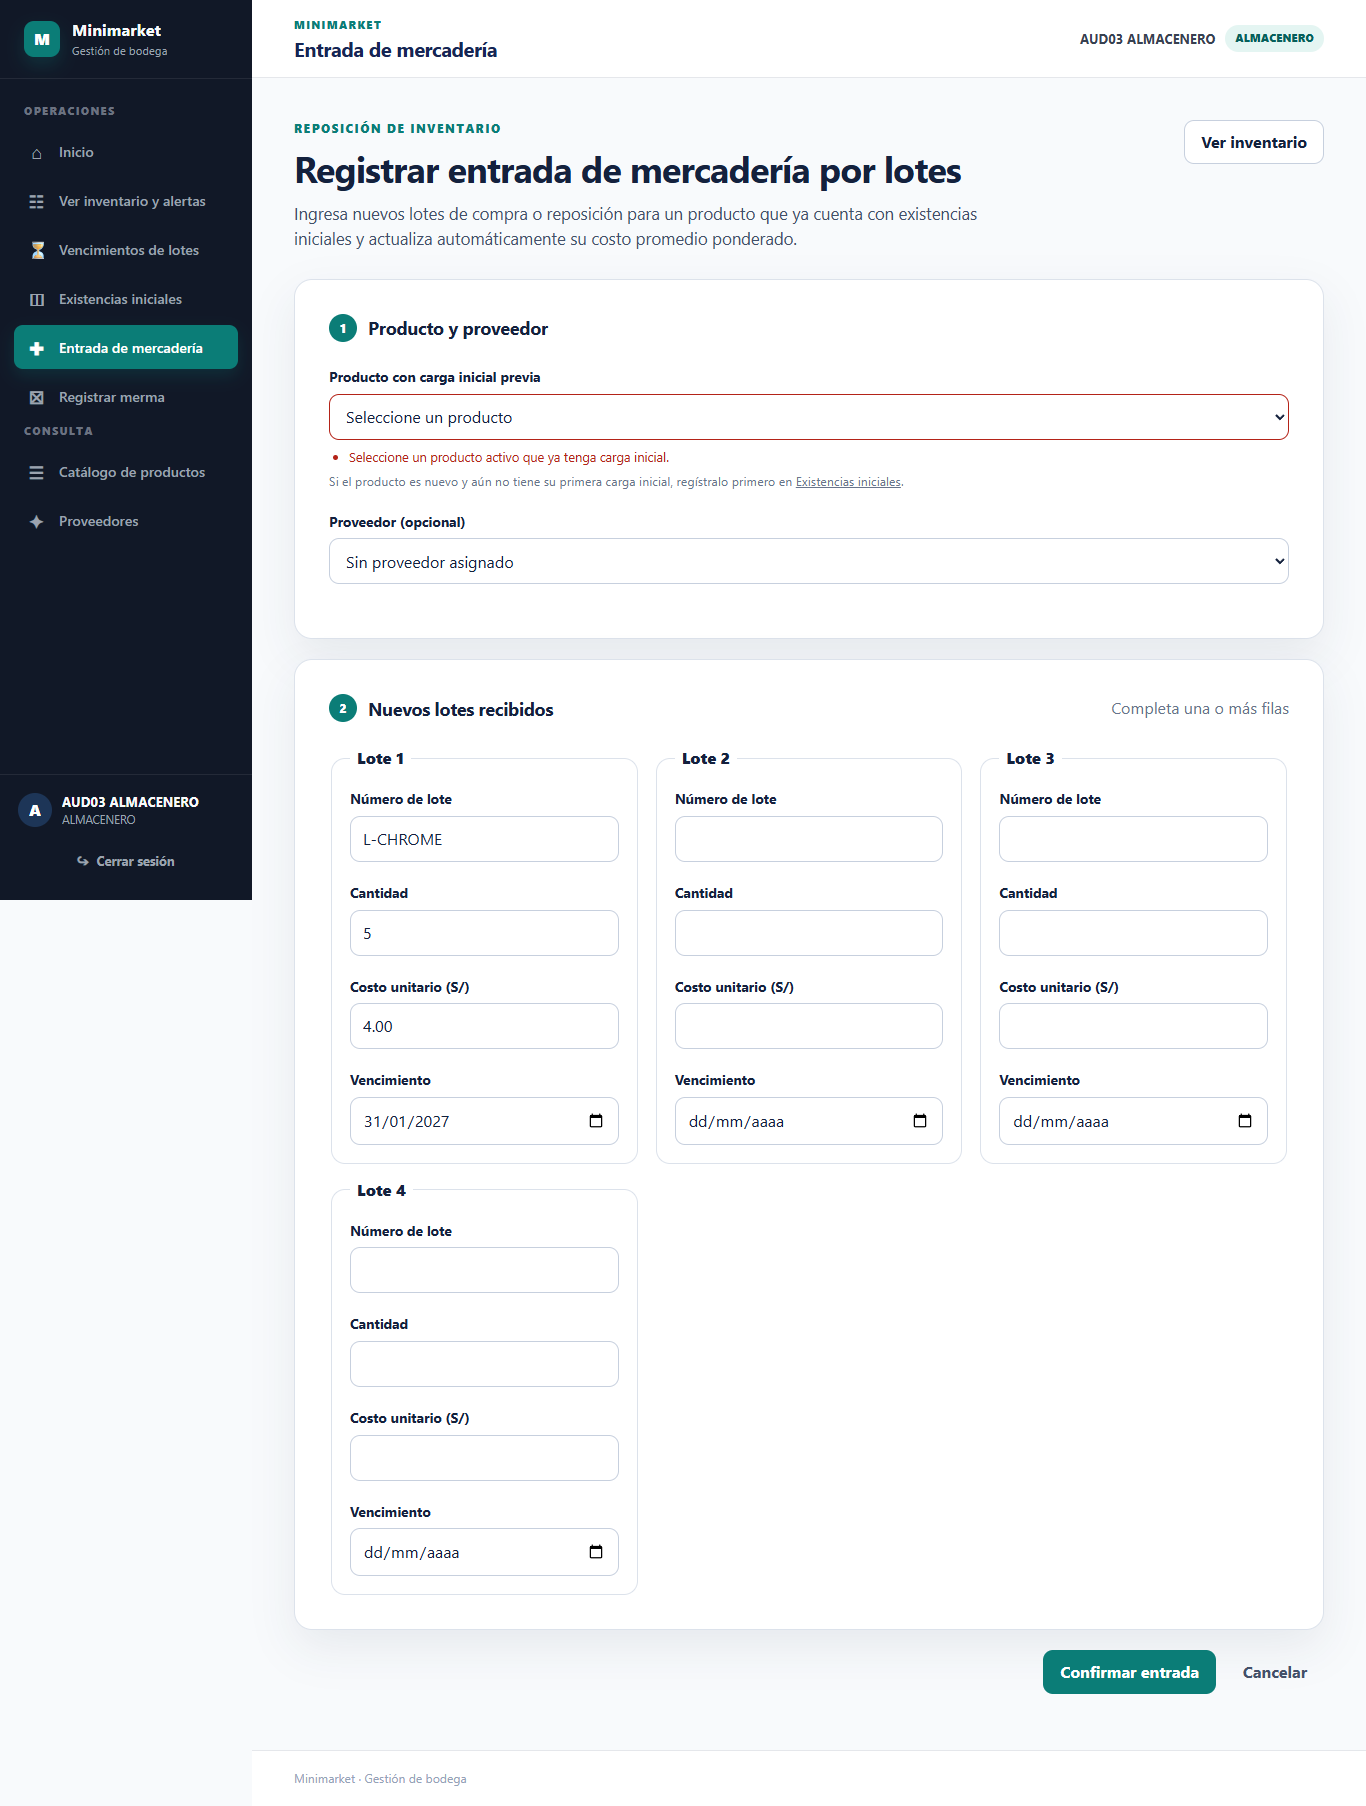 M
Minimarket
Gestión de bodega
OPERACIONES
Inicio
Ver inventario y alertas
Vencimientos de lotes
Existencias iniciales
Entrada de mercadería
Registrar merma
CONSULTA
Catálogo de productos
Proveedores
A
AUD03 ALMACENERO
ALMACENERO
Cerrar sesión
MINIMARKET
Entrada de mercadería
AUD03 ALMACENERO
ALMACENERO
REPOSICIÓN DE INVENTARIO
Registrar entrada de mercadería por lotes
Ingresa nuevos lotes de compra o reposición para un producto que ya cuenta con existencias
iniciales y actualiza automáticamente su costo promedio ponderado.
Ver inventario
1 Producto y proveedor
Producto con carga inicial previa
Seleccione un producto
• Seleccione un producto activo que ya tenga carga inicial.
Si el producto es nuevo y aún no tiene su primera carga inicial, regístralo primero en Existencias iniciales.
Proveedor (opcional)
Sin proveedor asignado
2 Nuevos lotes recibidos
Completa una o más filas
Lote 1
Número de lote
L-CHROME
Cantidad
5
Costo unitario (S/)
4.00
Vencimiento
31/01/2027
Lote 2
Número de lote
Cantidad
Costo unitario (S/)
Vencimiento
dd/mm/aaaa
Lote 3
Número de lote
Cantidad
Costo unitario (S/)
Vencimiento
dd/mm/aaaa
Lote 4
Número de lote
Cantidad
Costo unitario (S/)
Vencimiento
dd/mm/aaaa
Confirmar entrada
Cancelar
Minimarket · Gestión de bodega